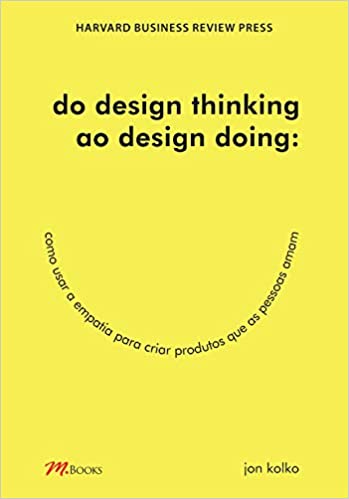 HARVARD BUSINESS REVIEW PRESS
do design thinking
ao design doing:
como usar a empatia para criar produtos que as pessoas amam
M.BOOKS
jon kolko